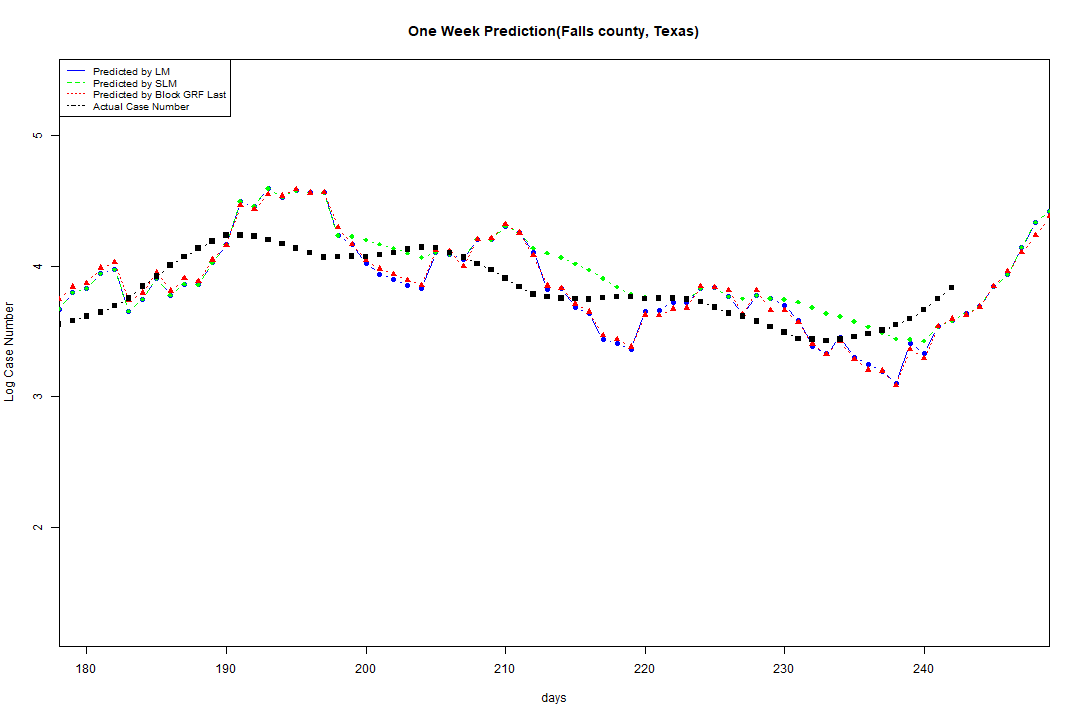 One Week Prediction(Falls county, Texas)
Predicted by LM
Predicted by SLM
Predicted by Block GRF Last
Actual Case Number
5
4
3
2
Log Case Number
180 190 200 210 220 230 240
days